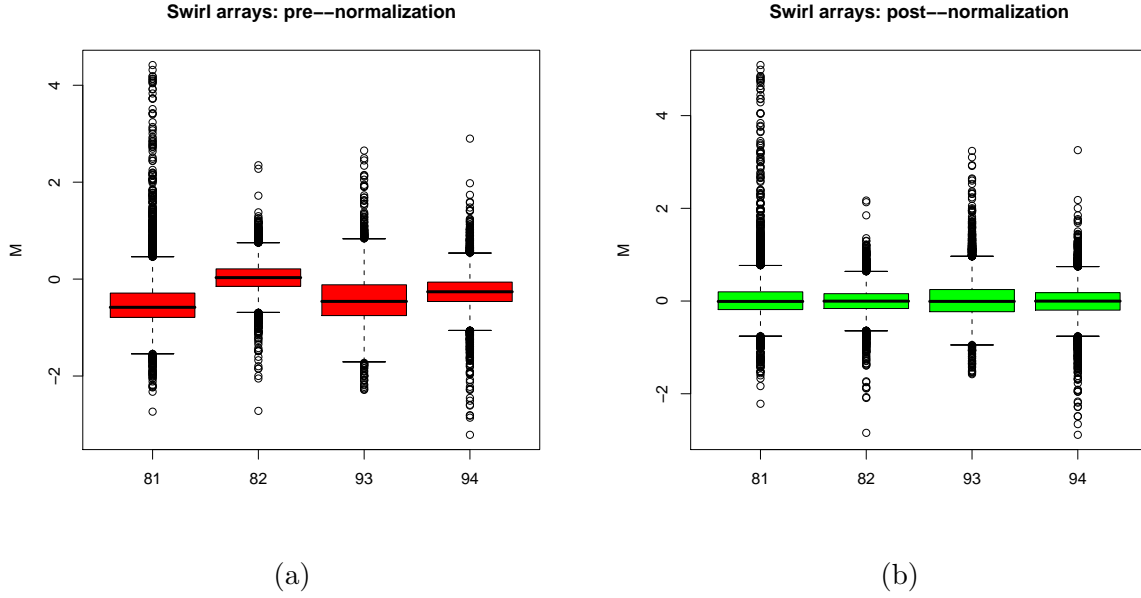 Swirl arrays: pre−−normalization
M
4
2
0
−2
81 82 93 94
(a)
Swirl arrays: post−−normalization
M
4
2
0
−2
81 82 93 94
(b)